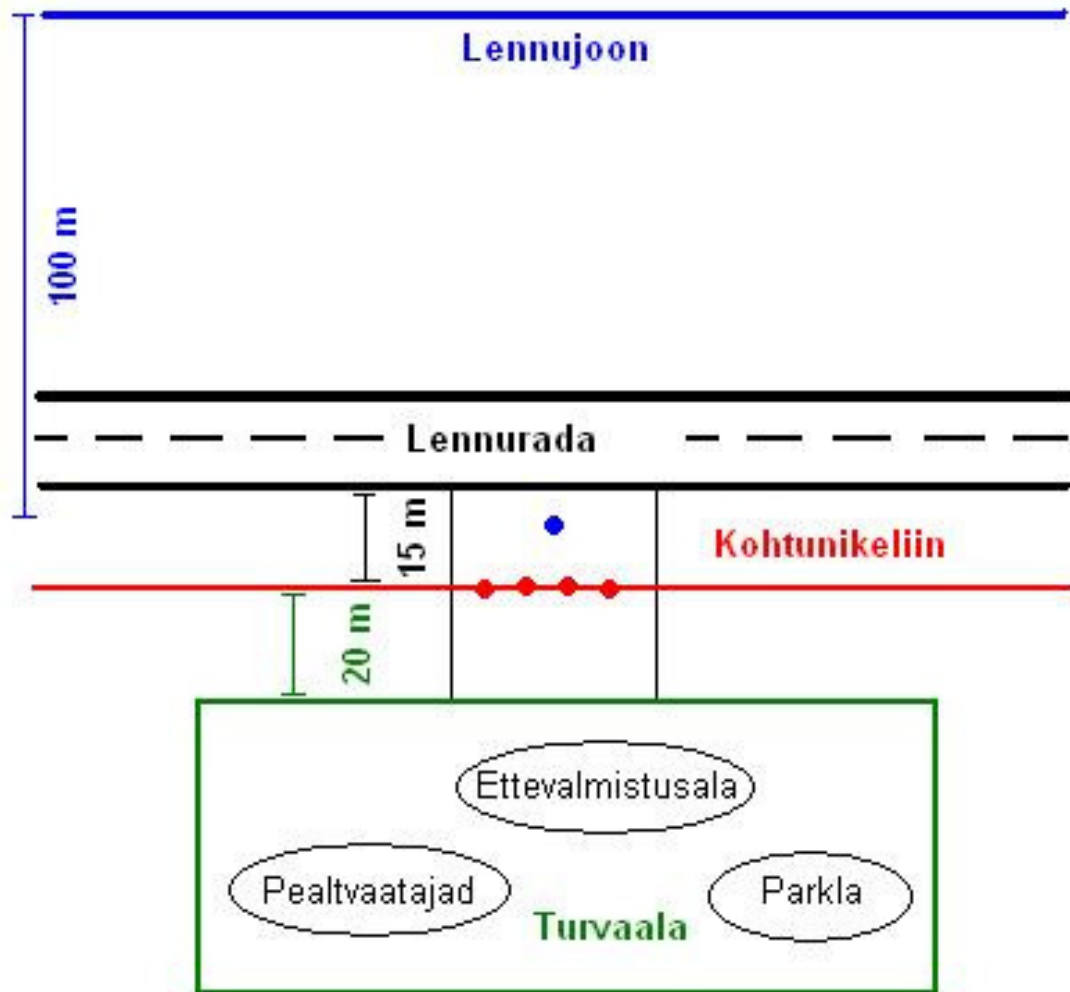 Lennujoon
100 m
Lennurada
15 m
Kohtunikeliin
20 m
Ettevalmistusala
Pealtvaatajad
Parkla
Turvaala